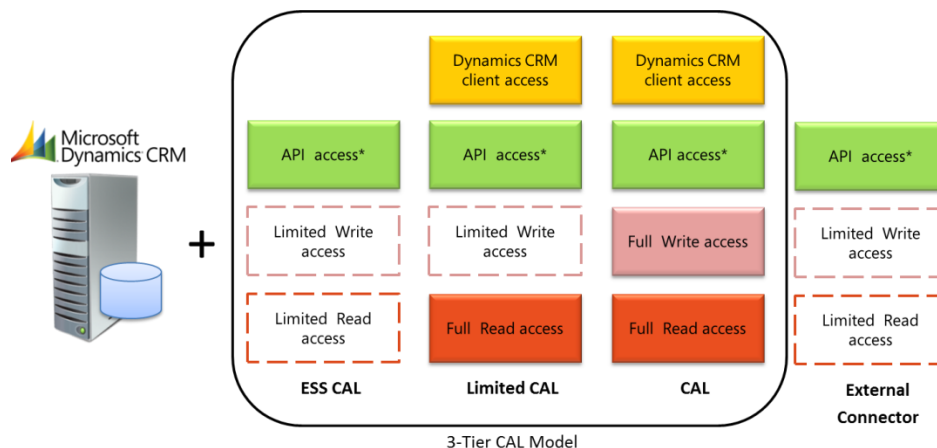 Microsoft
Dynamics CRM
+
Dynamics CRM
client access
Dynamics CRM
client access
API access*
API access*
API access*
API access*
Limited Write
access
Limited Write
access
Full Write access
Limited Write
access
Limited Read
access
Full Read access
Full Read access
Limited Read
access
ESS CAL
Limited CAL
CAL
External
Connector
3-Tier CAL Model